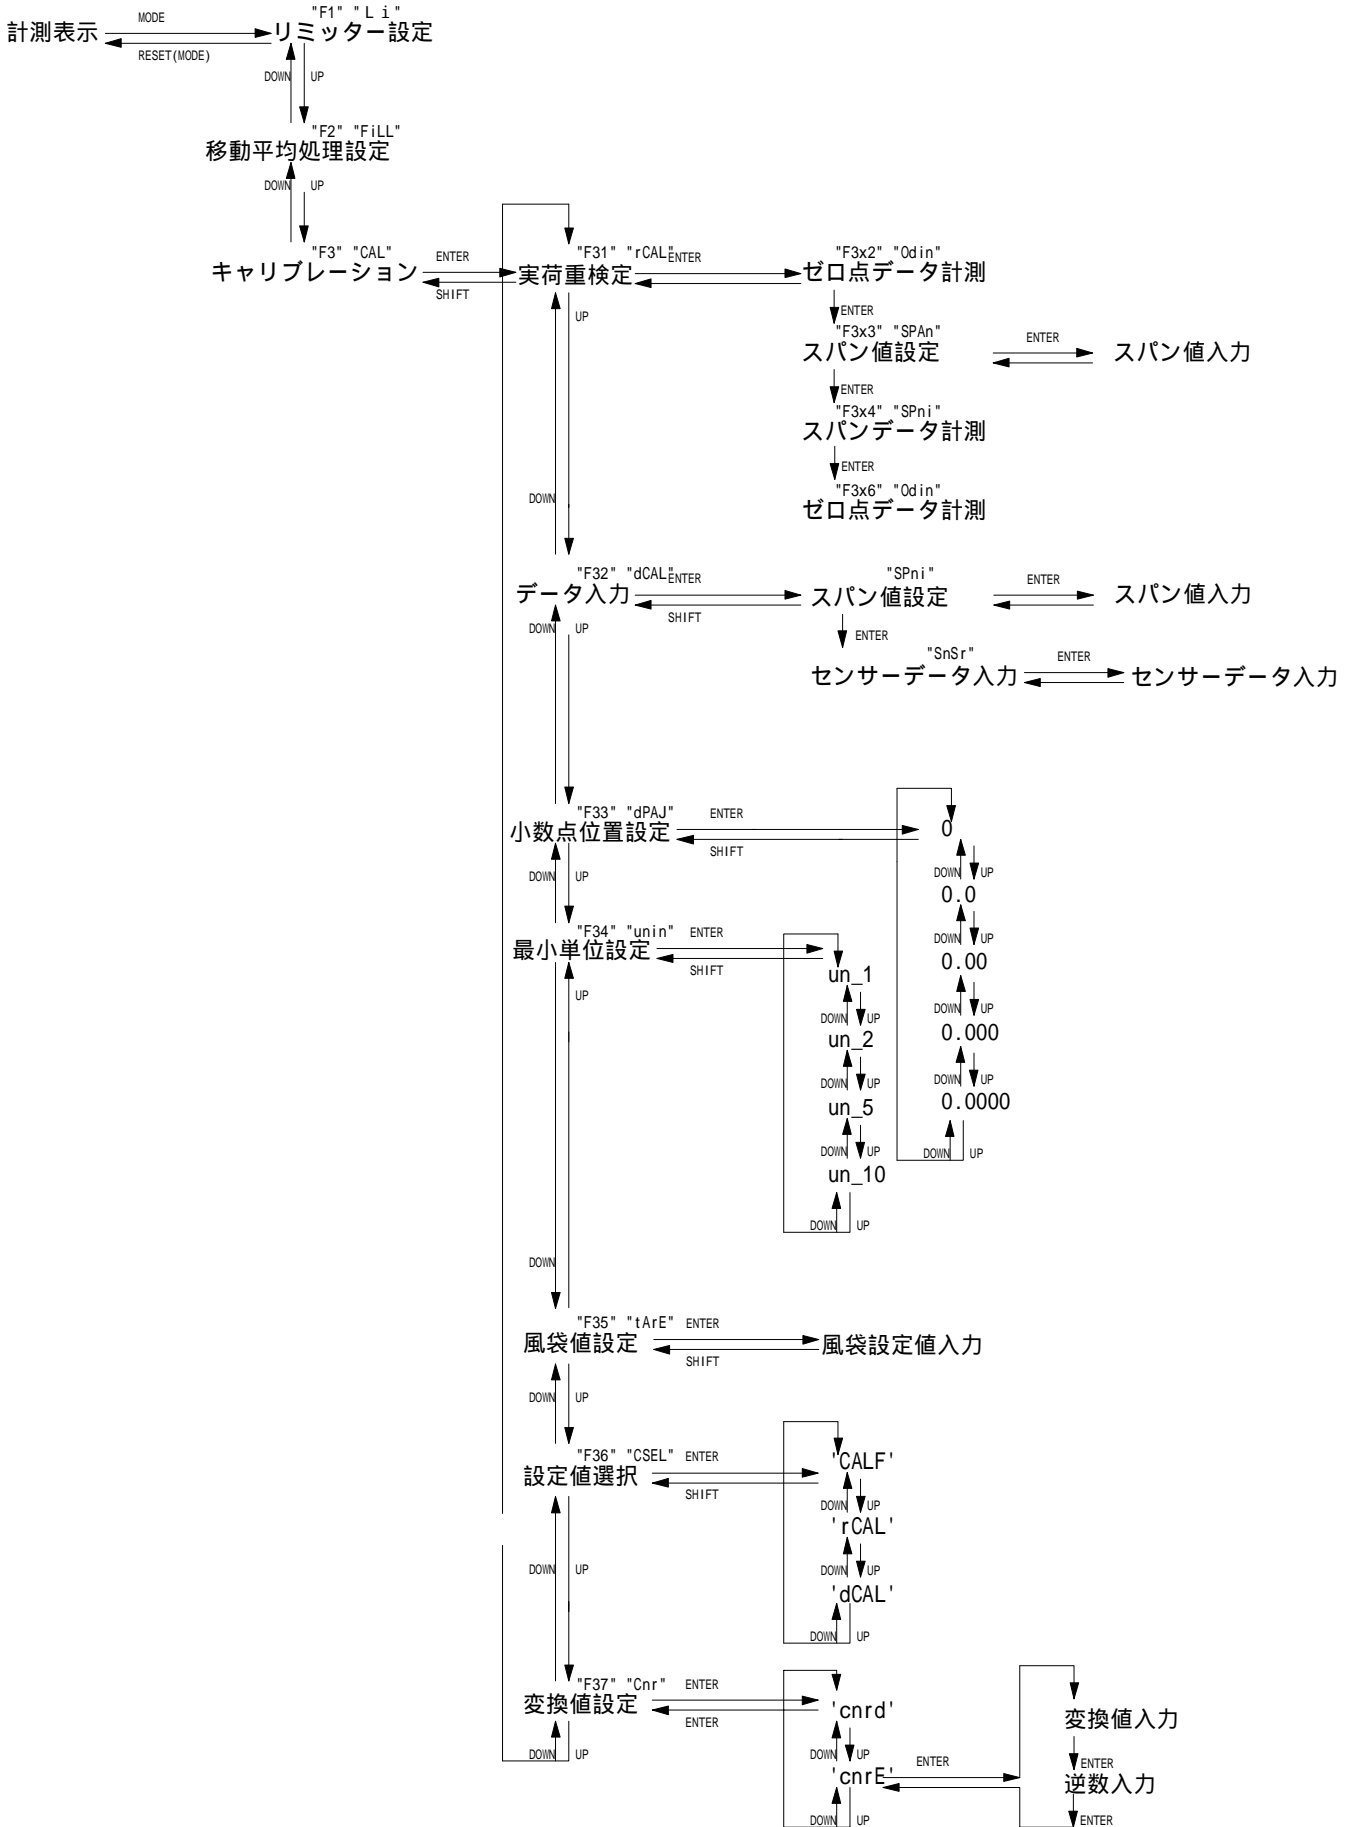 "F1" "L i"
計測表示
MODE
リミッター設定
RESET(MODE)
DOWN
UP
"F2" "FiLL"
移動平均処理設定
DOWN
UP
"F3" "CAL"
キャリブレーション
ENTER
SHIFT
"F31" "rCAL"
実荷重検定
ENTER
"F3x2" "0din"
ゼロ点データ計測
UP
ENTER
"F3x3" "SPAn"
スパン値設定
ENTER
スパン値入力
ENTER
"F3x4" "SPni"
スパンデータ計測
ENTER
"F3x6" "0din"
ゼロ点データ計測
DOWN
"F32" "dCAL"
データ入力
ENTER
SHIFT
"SPni"
スパン値設定
ENTER
スパン値入力
DOWN
UP
ENTER
"SnSr"
センサーデータ入力
ENTER
センサーデータ入力
"F33" "dPAJ"
小数点位置設定
ENTER
SHIFT
0
DOWN
UP
0.0
DOWN
UP
0.00
DOWN
UP
0.000
DOWN
UP
0.0000
DOWN
UP
DOWN
UP
"F34" "unin"
最小単位設定
ENTER
SHIFT
un_1
DOWN
UP
un_2
DOWN
UP
un_5
DOWN
UP
un_10
DOWN
UP
UP
DOWN
"F35" "tArE"
風袋値設定
ENTER
SHIFT
風袋設定値入力
DOWN
UP
"F36" "CSEL"
設定値選択
ENTER
SHIFT
'CALF'
DOWN
UP
'rCAL'
DOWN
UP
'dCAL'
DOWN
UP
DOWN
UP
"F37" "Cnr"
変換値設定
ENTER
ENTER
'cnrd'
DOWN
UP
'cnrE'
DOWN
UP
DOWN
UP
ENTER
変換値入力
ENTER
逆数入力
ENTER